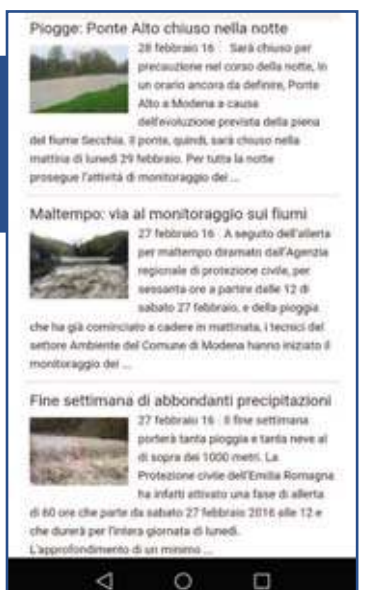 Piogge: Ponte Alto chiuso nella notte
28 febbraio 16 Sarà chiuso per
precauzione nel corso della notte, in
un orario ancora da definire, Ponte
Alto a Modena a causa
dell'evoluzione prevista della piena
del fiume Secchia. Il ponte, quindi, sarà chiuso nella
mattina di lunedì 29 febbraio. Per tutta la notte
prosegue l'attività di monitoraggio dei ...
Maltempo: via al monitoraggio sui fiumi
27 febbraio 16 A seguito dell'allerta
per maltempo diramato dall'Agenzia
regionale di protezione civile, per
sessanta ore a partire dalle 12 di
sabato 27 febbraio, e della pioggia
che ha già cominciato a cadere in mattinata, i tecnici del
settore Ambiente del Comune di Modena hanno iniziato il
monitoraggio dei ...
Fine settimana di abbondanti precipitazioni
27 febbraio 16 Il fine settimana
porterà tanta pioggia e tanta neve al
di sopra dei 1000 metri. La
Protezione civile dell'Emilia Romagna
ha infatti attivato una fase di allerta
di 60 ore che parte da sabato 27 febbraio 2016 alle 12 e
che durerà per l'intera giornata di lunedì.
L'approfondimento di un minimo ...